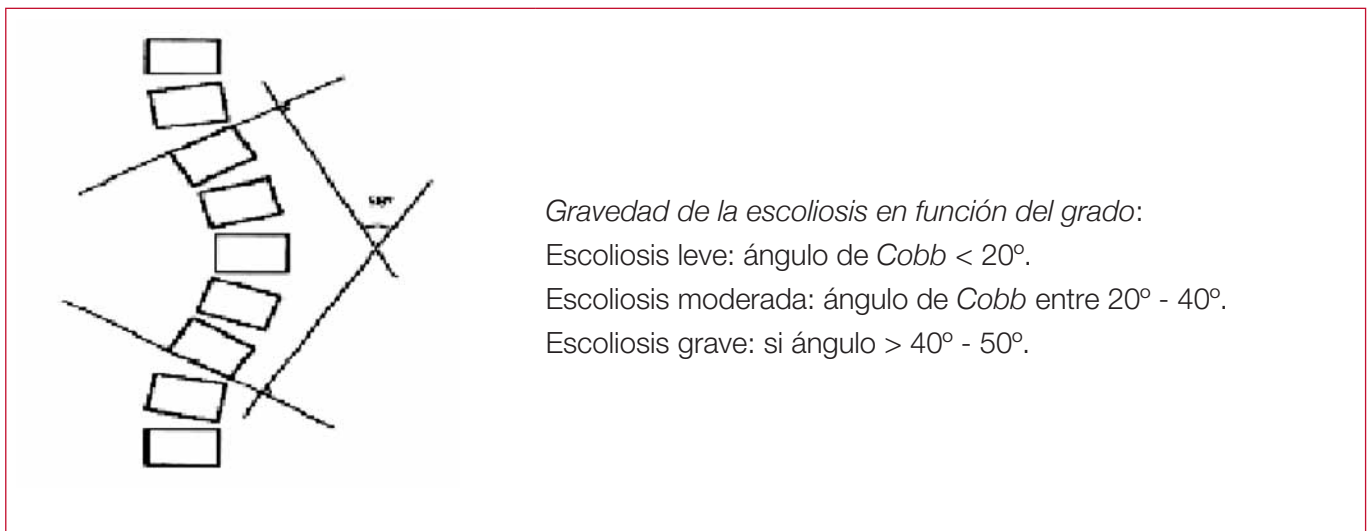 Gravedad de la escoliosis en función del grado:
Escoliosis leve: ángulo de Cobb < 20º.
Escoliosis moderada: ángulo de Cobb entre 20º - 40º.
Escoliosis grave: si ángulo > 40º - 50º.